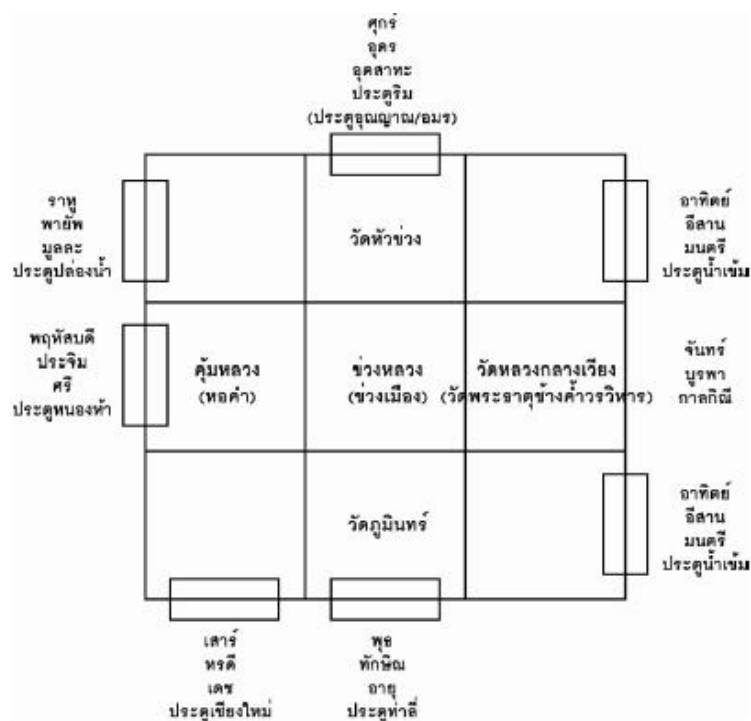 ศุกร์
อุดร
อุตสาหะ
ประตูริม
(ประตูอุณญาณ/อมร)
ราหู
พายัพ
มูลละ
ประตูปล่องน้ำ
วัดหัวข่วง
อาทิตย์
อีสาน
มนตรี
ประตูน้ำเข้ม
พฤหัสบดี
ประจิม
ศรี
ประตูหนองห้า
คุ้มหลวง
(หอคำ)
ข่วงหลวง
(ข่วงเมือง)
วัดหลวงกลางเวียง
(วัดพระธาตุช้างค้ำวรวิหาร)
จันทร์
บูรพา
กาลกิณี
วัดภูมินทร์
อาทิตย์
อีสาน
มนตรี
ประตูน้ำเข้ม
เสาร์
หรดี
เดช
ประตูเชียงใหม่
พุธ
ทักษิณ
อายุ
ประตูท่าลี่